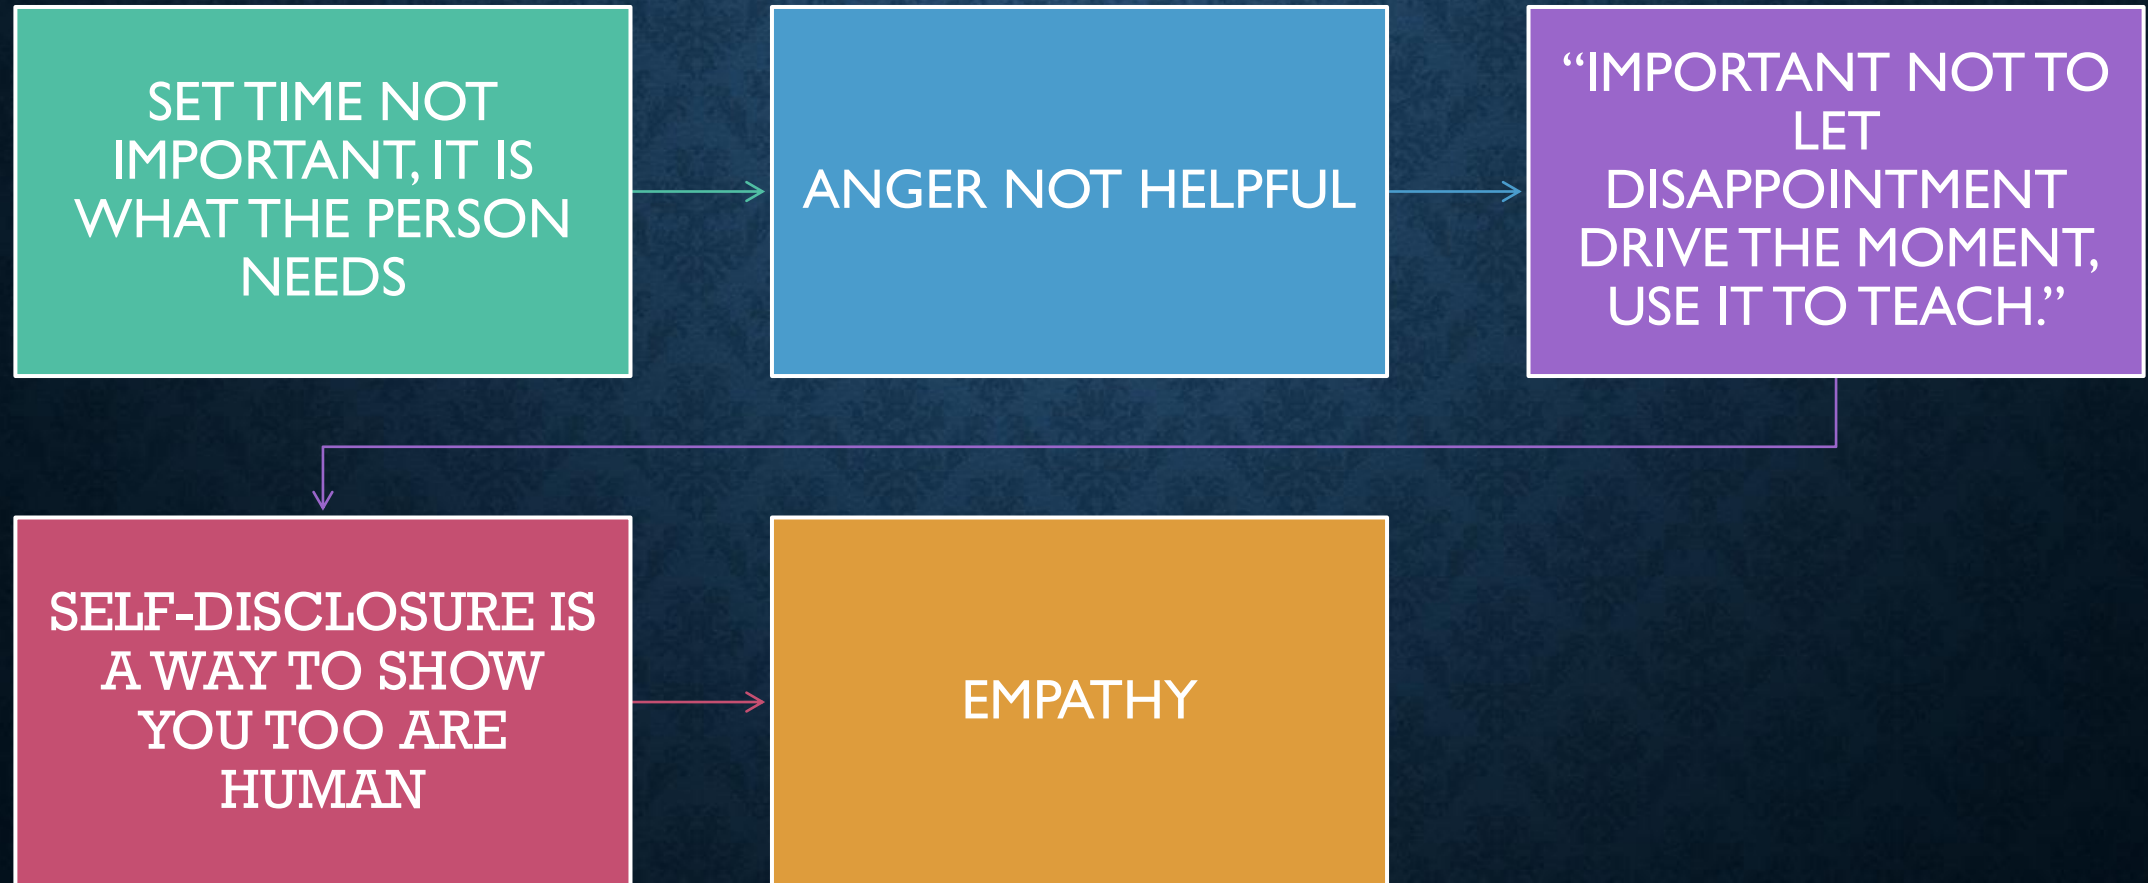 SET TIME NOT
IMPORTANT, IT IS
WHAT THE PERSON
NEEDS
ANGER NOT HELPFUL
“IMPORTANT NOT TO
LET
DISAPPOINTMENT
DRIVE THE MOMENT,
USE IT TO TEACH.”
SELF-DISCLOSURE IS
A WAY TO SHOW
YOU TOO ARE
HUMAN
EMPATHY